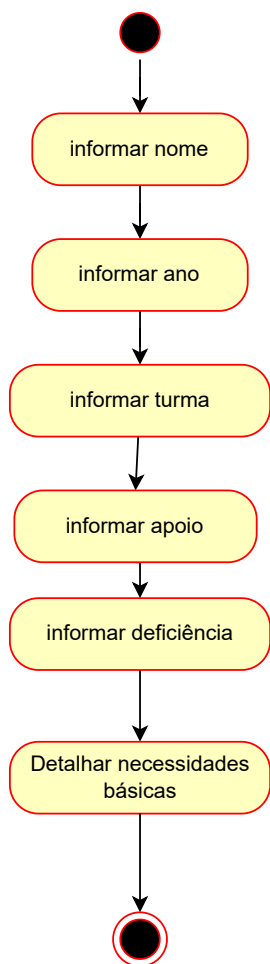 informar nome
informar ano
informar turma
informar apoio
informar deficiência
Detalhar necessidades
básicas